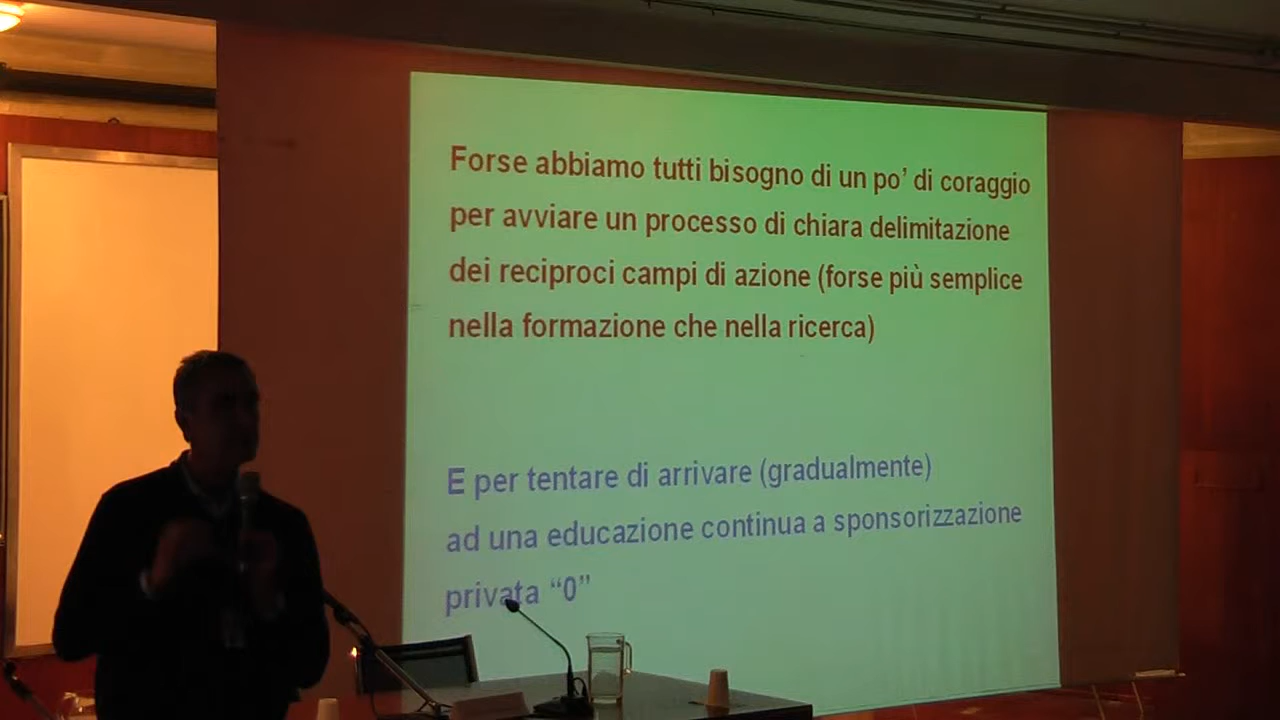 Forse abbiamo tutti bisogno di un po’ di coraggio
per avviare un processo di chiara delimitazione
dei reciproci campi di azione (forse più semplice
nella formazione che nella ricerca)
E per tentare di arrivare (gradualmente)
ad una educazione continua a sponsorizzazione
privata “0”